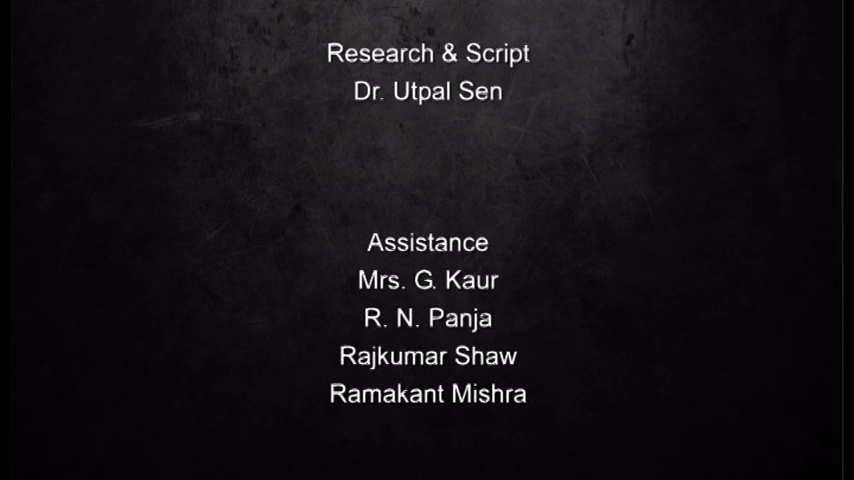 Research & Script
Dr. Utpal Sen
Assistance
Mrs. G. Kaur
R. N. Panja
Rajkumar Shaw
Ramakant Mishra